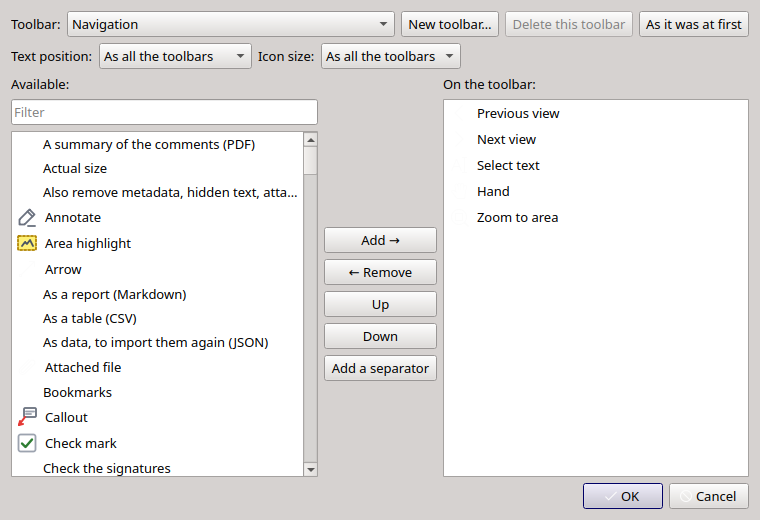 Toolbar: Navigation New toolbar... Delete this toolbar As it was at first
Text position: As all the toolbars Icon size: As all the toolbars
Available:
Filter
A summary of the comments (PDF)
Actual size
Also remove metadata, hidden text, atta...
Annotate
Area highlight
Arrow
As a report (Markdown)
As a table (CSV)
As data, to import them again (JSON)
Attached file
Bookmarks
Callout
Check mark
Check the signatures
Add →
← Remove
Up
Down
Add a separator
On the toolbar:
Previous view
Next view
Select text
Hand
Zoom to area
OK Cancel